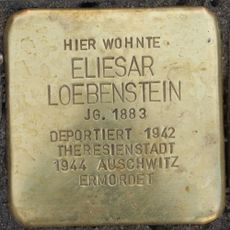 HIER WOHNTE
ELIESAR
LOEBENSTEIN
JG. 1883
DEPORTIERT 1942
THERESIENSTADT
1944 AUSCHWITZ
ERMORDET